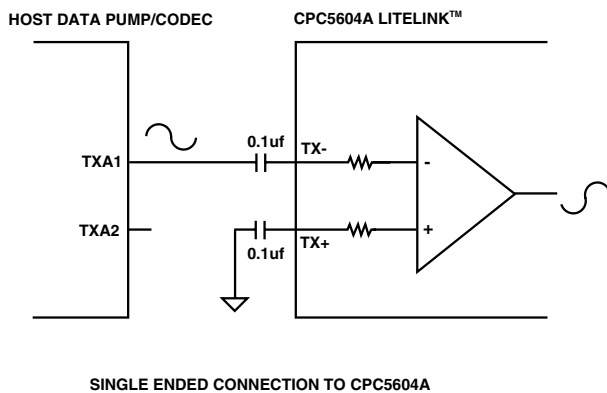 HOST DATA PUMP/CODEC
CPC5604A LITELINK™
0.1uf
TX-
TXA1
-
TXA2
+
0.1uf
TX+
SINGLE ENDED CONNECTION TO CPC5604A